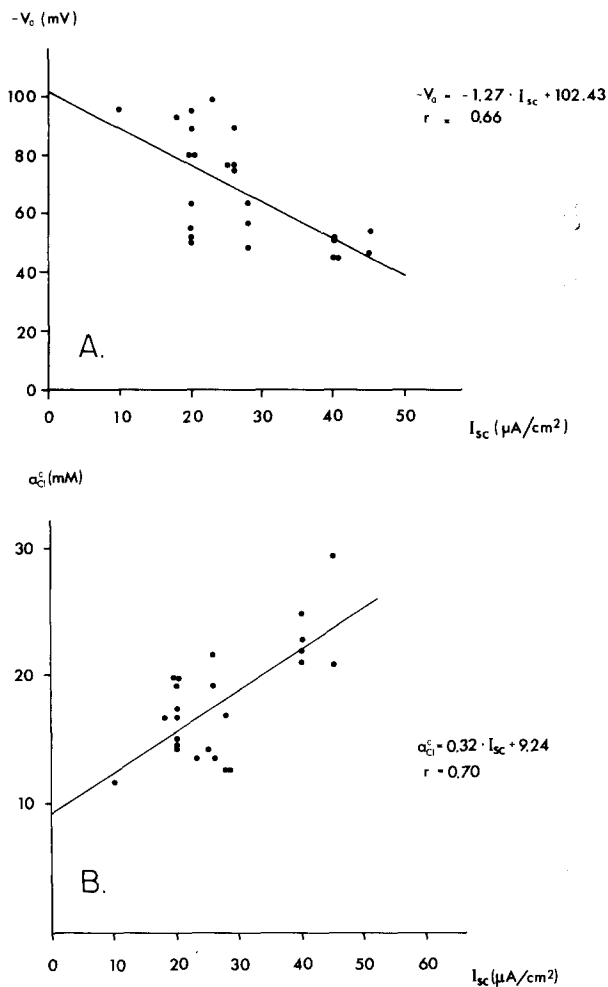 -Vₐ (mV)
100
80
60
40
20
0
-Vₐ = -1,27 · I_sc + 102.43
r = 0,66
A.
0 10 20 30 40 50
I_sc (μA/cm²)
a^c_Cl (mM)
30
20
10
a^c_Cl = 0,32 · I_sc + 9,24
r = 0,70
B.
0 10 20 30 40 50 60
I_sc (μA/cm²)